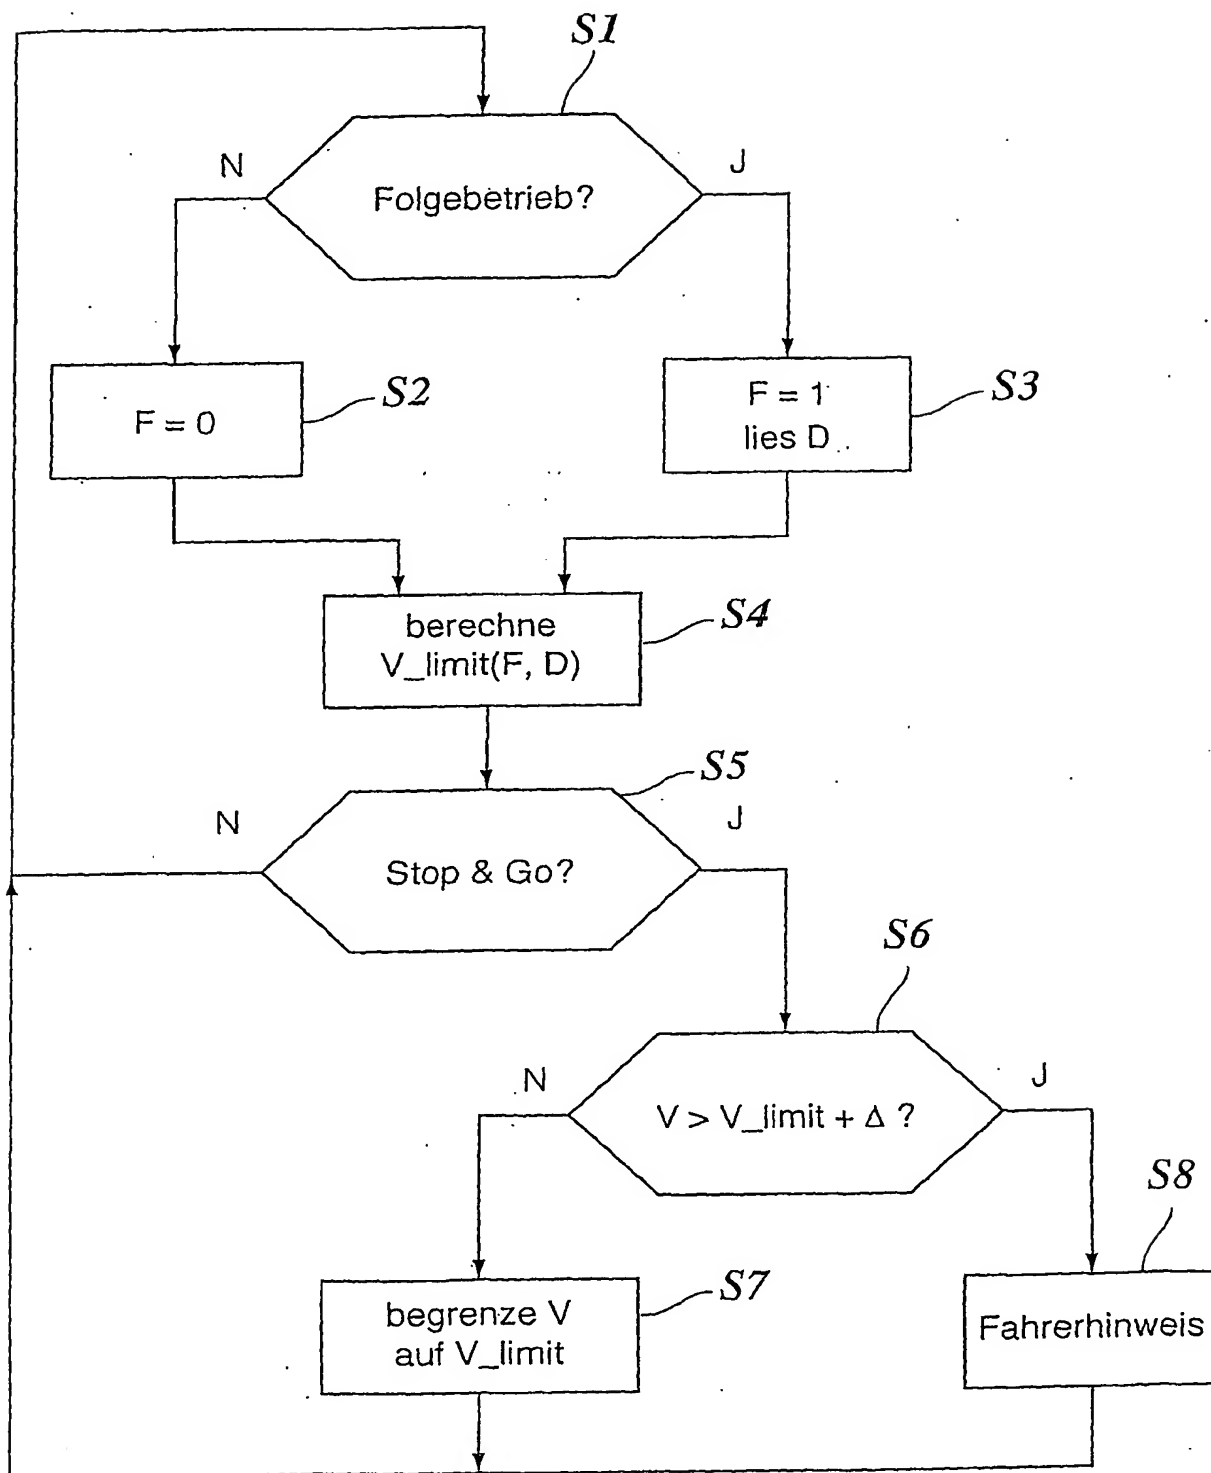 S1
N
J
Folgebetrieb?
F = 0
S2
F = 1
lies D
S3
berechne
V_limit(F, D)
S4
S5
N
J
Stop & Go?
S6
N
J
V > V_limit + Δ ?
S8
begrenze V
auf V_limit
S7
Fahrerhinweis